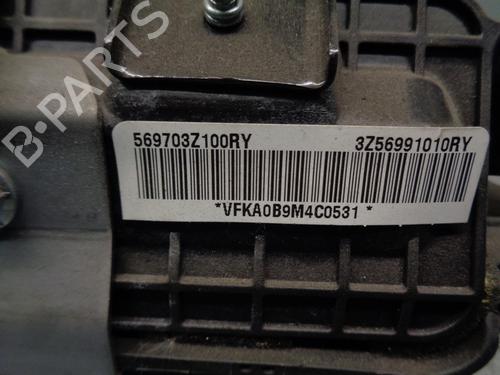 B-PARTS
569703Z100RY 3Z56991010RY
*VFKA0B9M4C0531*